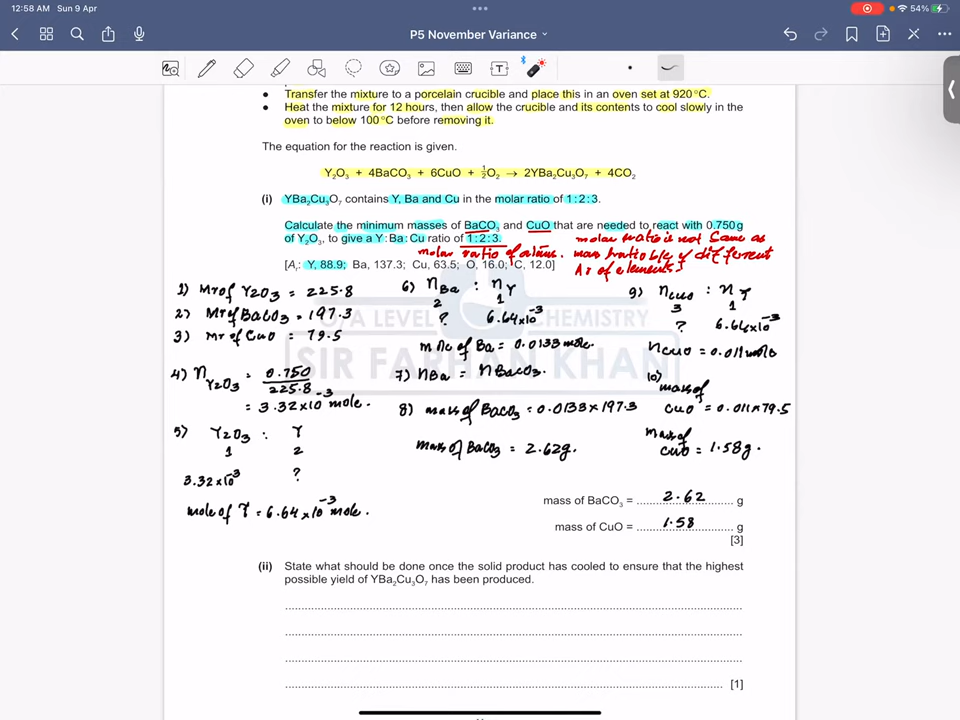 12:58 AM Sun 9 Apr
54%
P5 November Variance
• Transfer the mixture to a porcelain crucible and place this in an oven set at 920 °C.
• Heat the mixture for 12 hours, then allow the crucible and its contents to cool slowly in the
oven to below 100 °C before removing it.
The equation for the reaction is given.
Y₂O₃ + 4BaCO₃ + 6CuO + ½O₂ → 2YBa₂Cu₃O₇ + 4CO₂
(i) YBa₂Cu₃O₇ contains Y, Ba and Cu in the molar ratio of 1:2:3.
Calculate the minimum masses of BaCO₃ and CuO that are needed to react with 0.750 g
of Y₂O₃, to give a Y:Ba:Cu ratio of 1:2:3.
molar ratio of atoms.
molar ratio is not same as
mass ratio b/c of different
Ar of elements.
[Aᵣ: Y, 88.9; Ba, 137.3; Cu, 63.5; O, 16.0; C, 12.0]
1) Mr of Y₂O₃ = 225.8
2) Mr of BaCO₃ = 197.3
3) Mr of CuO = 79.5
4) n Y₂O₃ = 0.750
225.8
= 3.32 x 10⁻³ mole.
5) Y₂O₃ : Y
1 2
3.32 x 10⁻³ ?
mole of Y = 6.64 x 10⁻³ mole.
6) nBa : nY
2 1
? 6.64 x 10⁻³
mole of Ba = 0.0133 mole.
7) nBa = nBaCO₃.
8) mass of BaCO₃ = 0.0133 x 197.3
mass of BaCO₃ = 2.62g.
9) nCuO : nY
3 1
? 6.64 x 10⁻³
nCuO = 0.011 mole
10) mass of
CuO = 0.011 x 79.5
mass of
CuO = 1.58g.
A LEVEL CHEMISTRY
SIR FARHAN KHAN
mass of BaCO₃ = 2.62 g
mass of CuO = 1.58 g
[3]
(ii) State what should be done once the solid product has cooled to ensure that the highest
possible yield of YBa₂Cu₃O₇ has been produced.
[1]